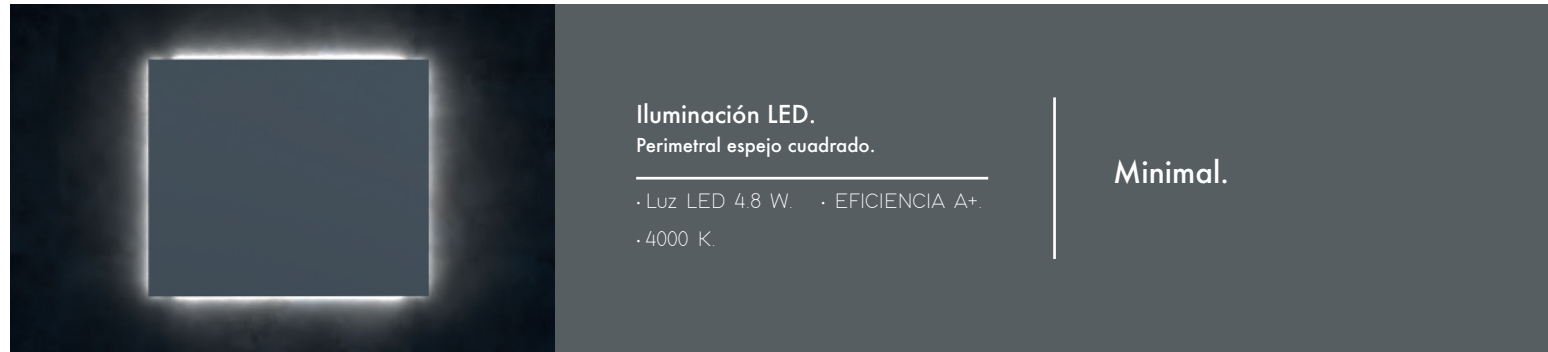 Iluminación LED.
Perimetral espejo cuadrado.
· Luz LED 4.8 W. · EFICIENCIA A+.
· 4000 K.
Minimal.